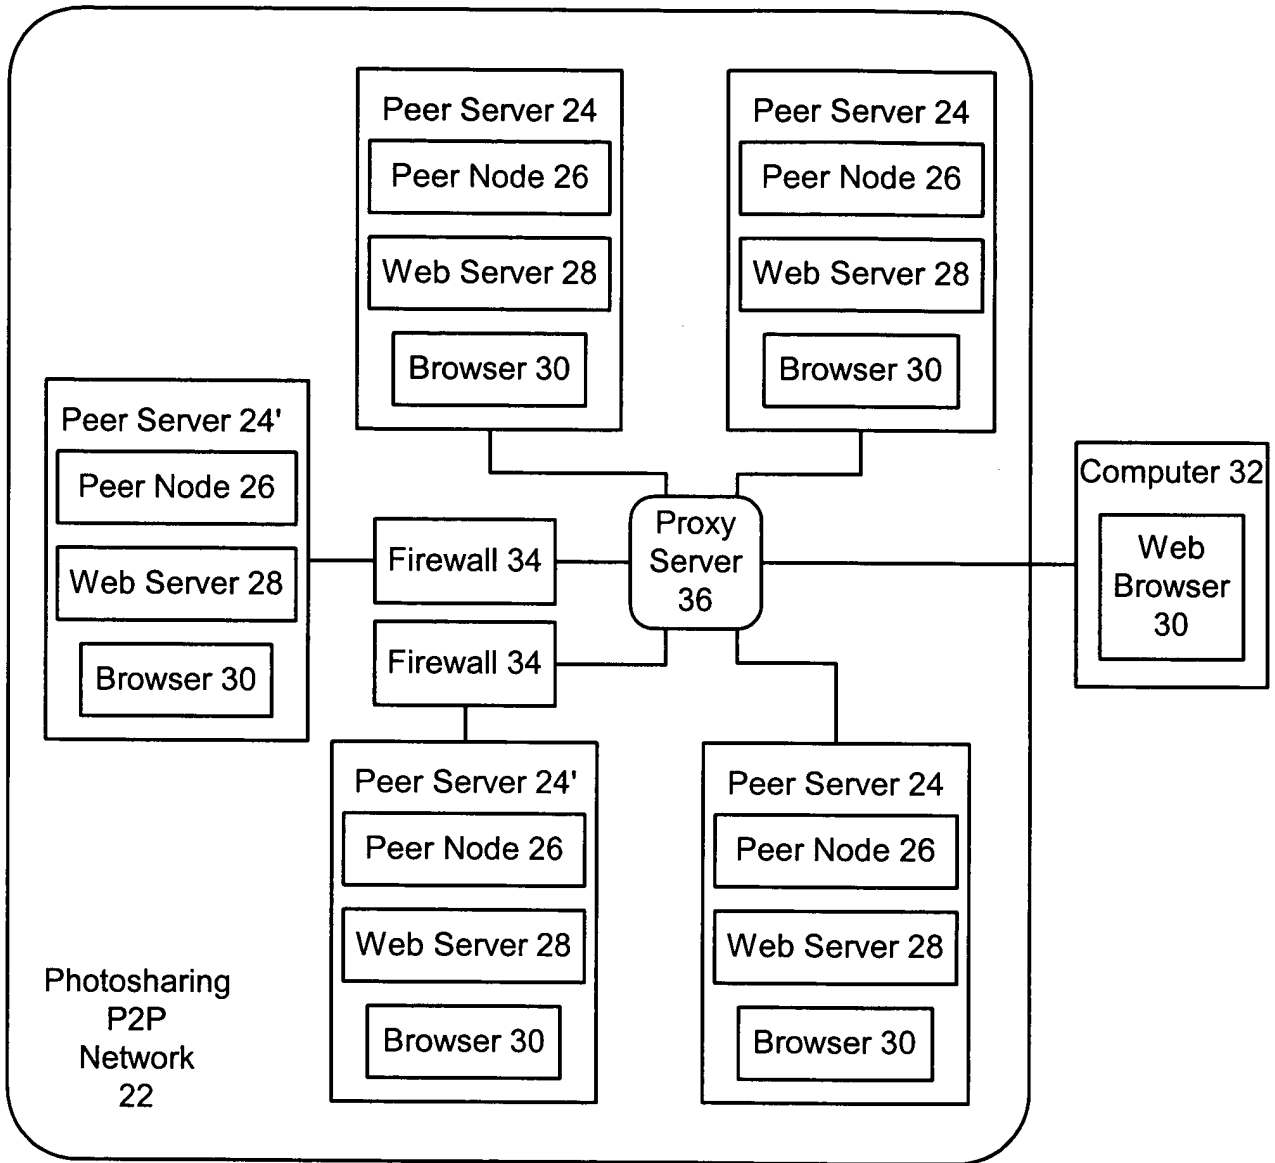 Peer Server 24
Peer Node 26
Web Server 28
Browser 30
Peer Server 24
Peer Node 26
Web Server 28
Browser 30
Peer Server 24'
Peer Node 26
Web Server 28
Browser 30
Firewall 34
Firewall 34
Proxy
Server
36
Computer 32
Web
Browser
30
Peer Server 24'
Peer Node 26
Web Server 28
Browser 30
Peer Server 24
Peer Node 26
Web Server 28
Browser 30
Photosharing
P2P
Network
22